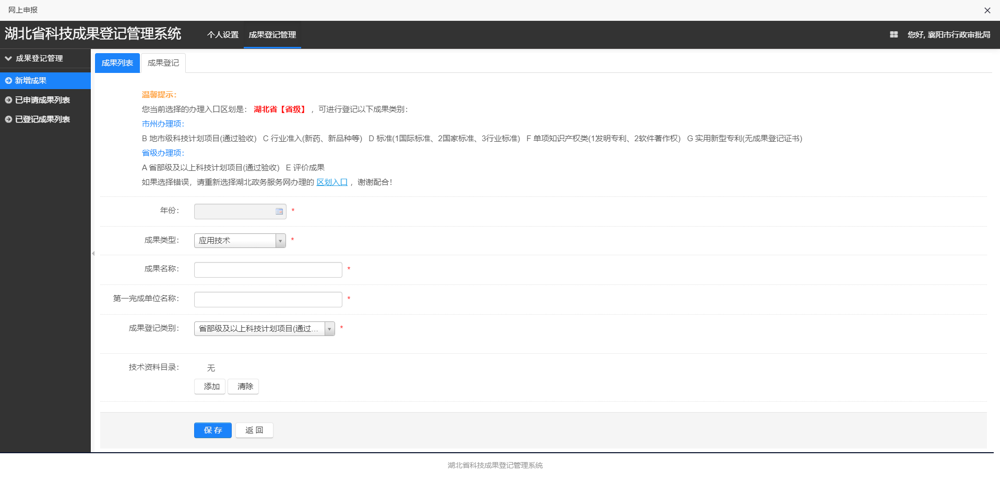 网上申报
湖北省科技成果登记管理系统
个人设置
成果登记管理
您好, 襄阳市行政审批局
成果登记管理
新增成果
已申请成果列表
已登记成果列表
成果列表
成果登记
温馨提示：
您当前选择的办理入口区划是： 湖北省【省级】 ，可进行登记以下成果类别：
市州办理项：
B 地市级科技计划项目(通过验收) C 行业准入(新药、新品种等) D 标准(1国际标准、2国家标准、3行业标准) F 单项知识产权类(1发明专利、2软件著作权) G 实用新型专利(无成果登记证书)
省级办理项：
A 省部级及以上科技计划项目(通过验收) E 评价成果
如果选择错误，请重新选择湖北政务服务网办理的 区划入口 ，谢谢配合！
年份： *
成果类型： 应用技术 *
成果名称： *
第一完成单位名称： *
成果登记类别： 省部级及以上科技计划项目(通过... *
技术资料目录： 无
添加 清除
保 存 返 回
湖北省科技成果登记管理系统